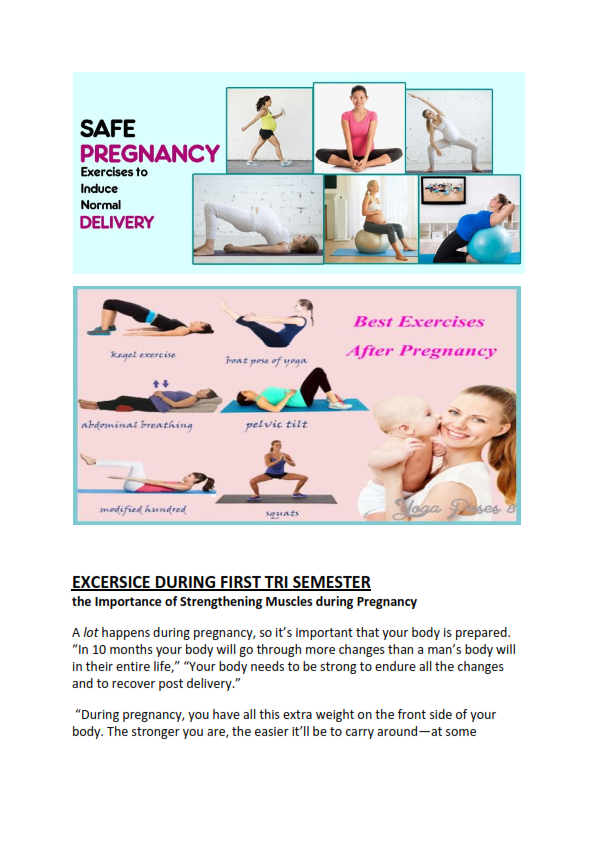 SAFE
PREGNANCY
Exercises to
Induce
Normal
DELIVERY
Best Exercises
After Pregnancy
kegel exercise
boat pose of yoga
abdominal breathing
pelvic tilt
modified hundred
squats
Yoga Poses 8
EXCERSICE DURING FIRST TRI SEMESTER
the Importance of Strengthening Muscles during Pregnancy
A lot happens during pregnancy, so it’s important that your body is prepared.
“In 10 months your body will go through more changes than a man’s body will
in their entire life,” “Your body needs to be strong to endure all the changes
and to recover post delivery.”
“During pregnancy, you have all this extra weight on the front side of your
body. The stronger you are, the easier it’ll be to carry around—at some